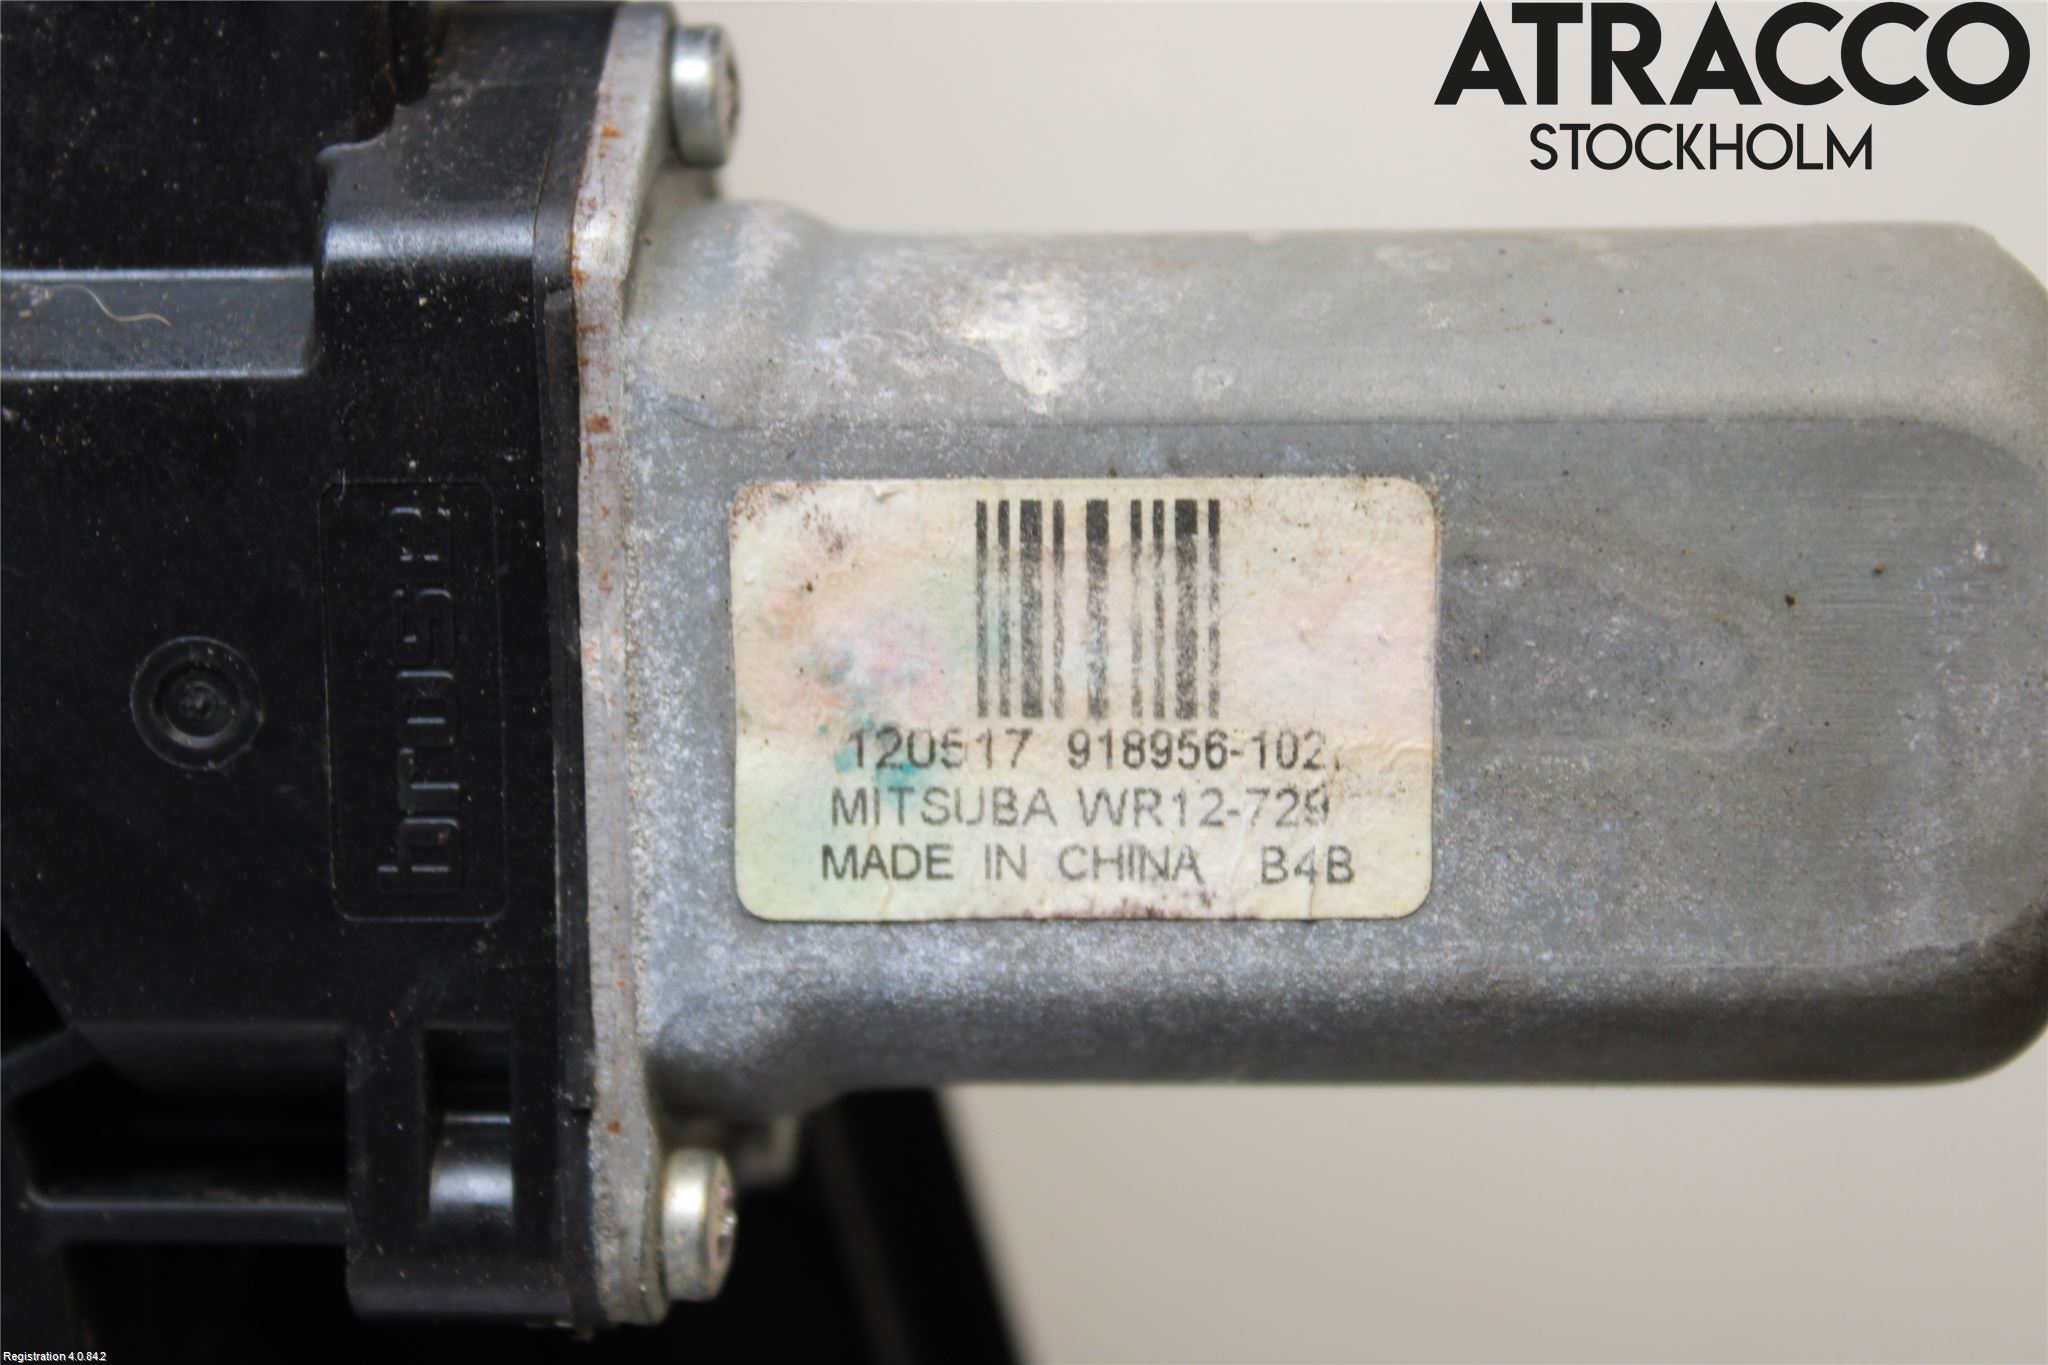 ATRACCO
STOCKHOLM
brose
120517 918956-102
MITSUBA WR12-729
MADE IN CHINA B4B
Registration 4.0.84.2